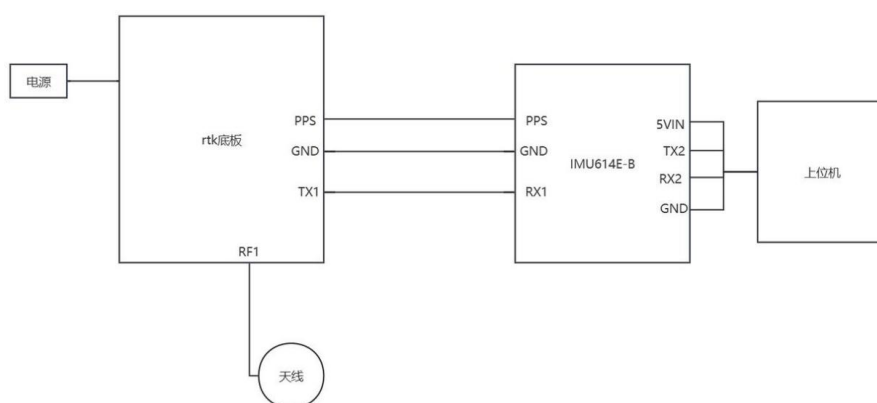 电源
rtk底板
PPS
GND
TX1
RF1
天线
PPS
GND
RX1
IMU614E-B
5VIN
TX2
RX2
GND
上位机